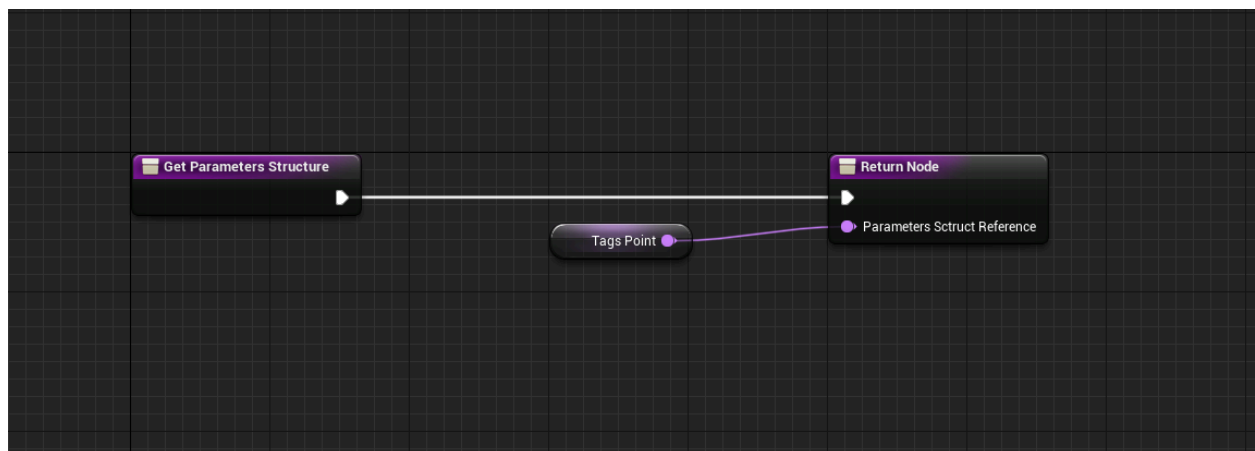 Get Parameters Structure
Return Node
Tags Point
Parameters Sctruct Reference